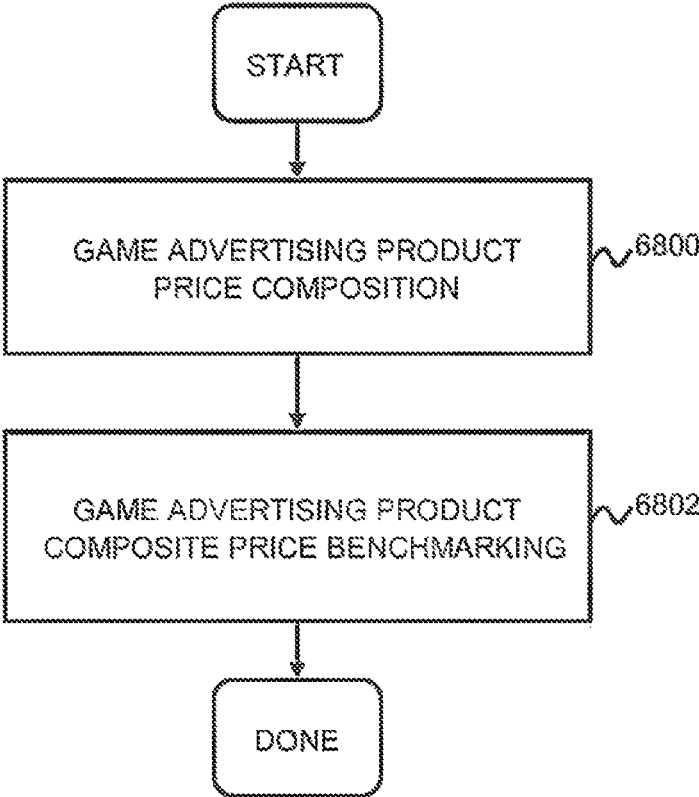 START
GAME ADVERTISING PRODUCT
PRICE COMPOSITION
6800
GAME ADVERTISING PRODUCT
COMPOSITE PRICE BENCHMARKING
6802
DONE